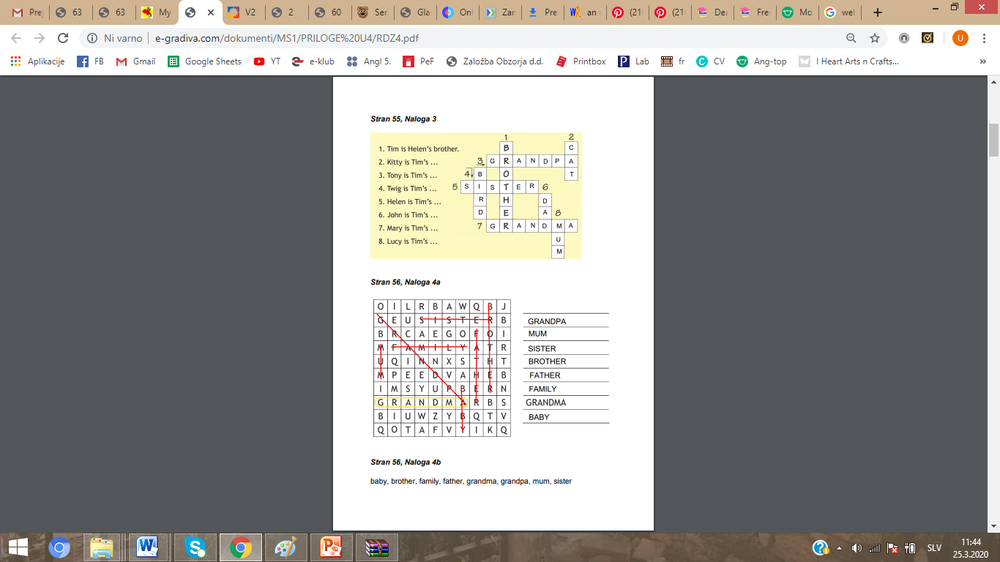 Pre
63
63
My
V2
2
60
Ser
Gla
Onl
Zar
Pre
an
(21
(21
Dea
Fre
Mo
wel
Ni varno | e-gradiva.com/dokumenti/MS1/PRILOGE%20U4/RDZ4.pdf
U
Aplikacije FB Gmail Google Sheets YT e-klub Angl 5. PeF Založba Obzorja d.d. Printbox Lab fr CV Ang-top I Heart Arts n Crafts... »
Stran 55, Naloga 3
1. Tim is Helen's brother.
2. Kitty is Tim's ...
3. Tony is Tim's ...
4. Twig is Tim's ...
5. Helen is Tim's ...
6. John is Tim's ...
7. Mary is Tim's ...
8. Lucy is Tim's ...
1 2
B C
3 G R A N D P A
4 B O T
5 S I S T E R 6
R H D
D E A 8
7 G R A N D M A
U
M
Stran 56, Naloga 4a
O I L R B A W Q B J
G E U S I S T E R B
B R C A E G O F O I
M F A M I L Y A T R
U Q I N N X S T H T
M P E E D V A H E B
I M S Y U P B E R N
G R A N D M A R B S
B I U W Z Y B Q T V
Q O T A F V Y I K Q
GRANDPA
MUM
SISTER
BROTHER
FATHER
FAMILY
GRANDMA
BABY
Stran 56, Naloga 4b
baby, brother, family, father, grandma, grandpa, mum, sister
SLV
11:44
25.3.2020